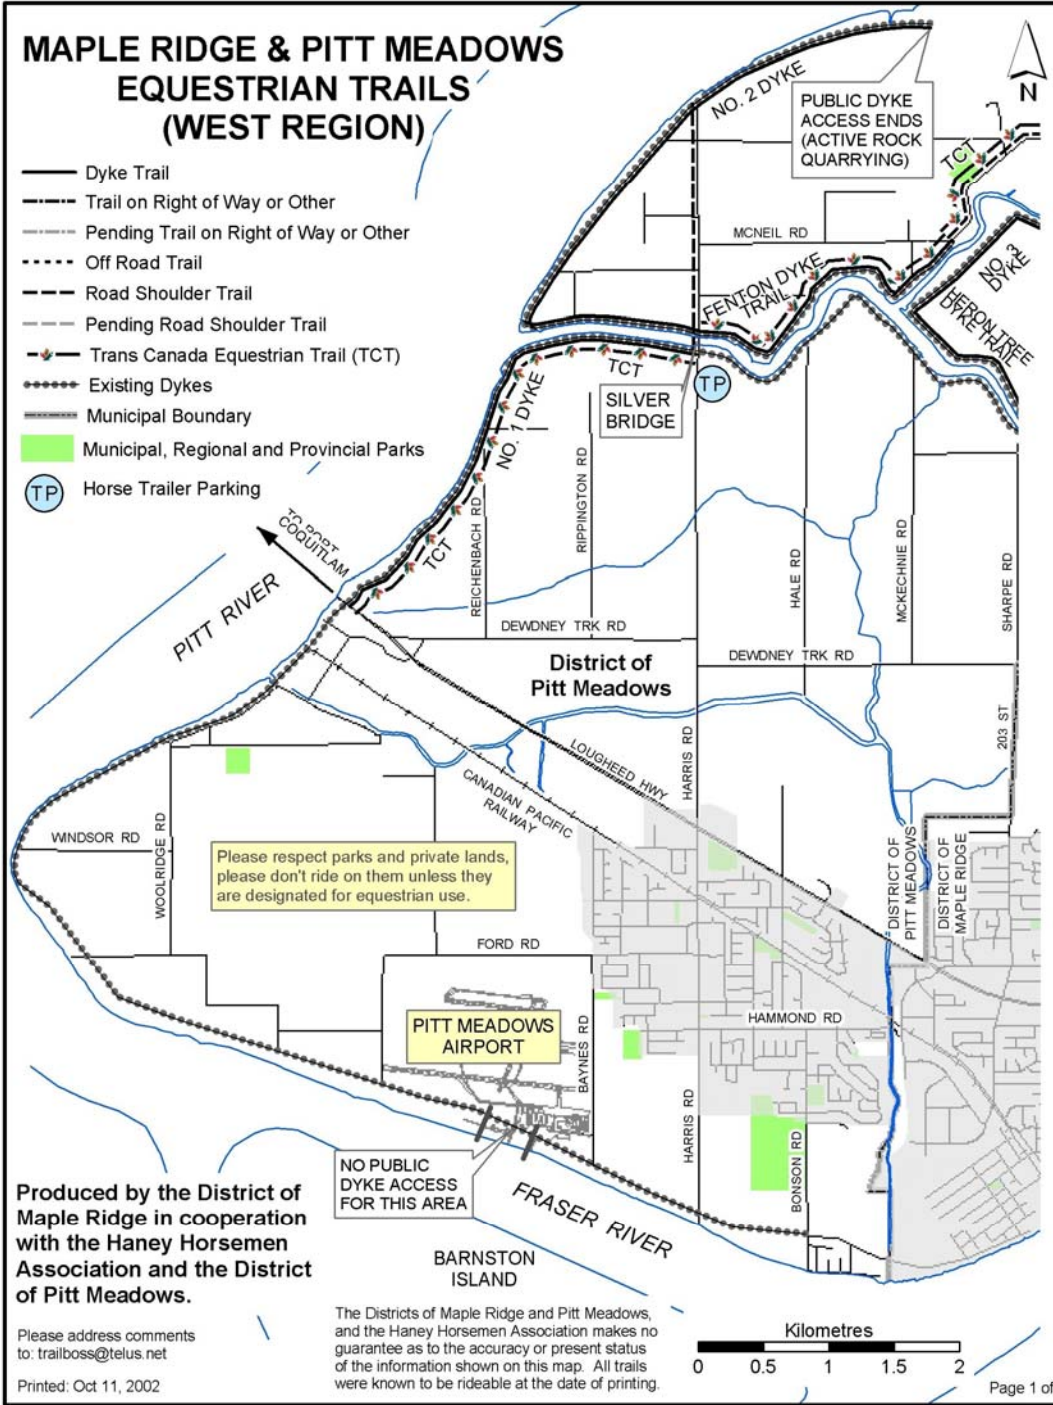 MAPLE RIDGE & PITT MEADOWS
EQUESTRIAN TRAILS
(WEST REGION)
Dyke Trail
Trail on Right of Way or Other
Pending Trail on Right of Way or Other
Off Road Trail
Road Shoulder Trail
Pending Road Shoulder Trail
Trans Canada Equestrian Trail (TCT)
Existing Dykes
Municipal Boundary
Municipal, Regional and Provincial Parks
TP
Horse Trailer Parking
N
NO. 2 DYKE
PUBLIC DYKE
ACCESS ENDS
(ACTIVE ROCK
QUARRYING)
TCT
MCNEIL RD
NO. 3
DYKE
FENTON DYKE
TRAIL
HERON TREE
DYKE TRAIL
TCT
TP
SILVER
BRIDGE
NO. 1 DYKE
TCT
TO PORT
COQUITLAM
PITT RIVER
REICHENBACH RD
RIPPINGTON RD
HALE RD
MCKECHNIE RD
SHARPE RD
DEWDNEY TRK RD
DEWDNEY TRK RD
District of
Pitt Meadows
203 ST
HARRIS RD
LOUGHEED HWY
CANADIAN PACIFIC
RAILWAY
WINDSOR RD
WOOLRIDGE RD
Please respect parks and private lands,
please don't ride on them unless they
are designated for equestrian use.
DISTRICT OF
PITT MEADOWS
DISTRICT OF
MAPLE RIDGE
FORD RD
PITT MEADOWS
AIRPORT
BAYNES RD
HAMMOND RD
HARRIS RD
BONSON RD
NO PUBLIC
DYKE ACCESS
FOR THIS AREA
FRASER RIVER
BARNSTON
ISLAND
Produced by the District of
Maple Ridge in cooperation
with the Haney Horsemen
Association and the District
of Pitt Meadows.
Please address comments
to: trailboss@telus.net
Printed: Oct 11, 2002
The Districts of Maple Ridge and Pitt Meadows,
and the Haney Horsemen Association makes no
guarantee as to the accuracy or present status
of the information shown on this map. All trails
were known to be rideable at the date of printing.
Kilometres
0 0.5 1 1.5 2
Page 1 of